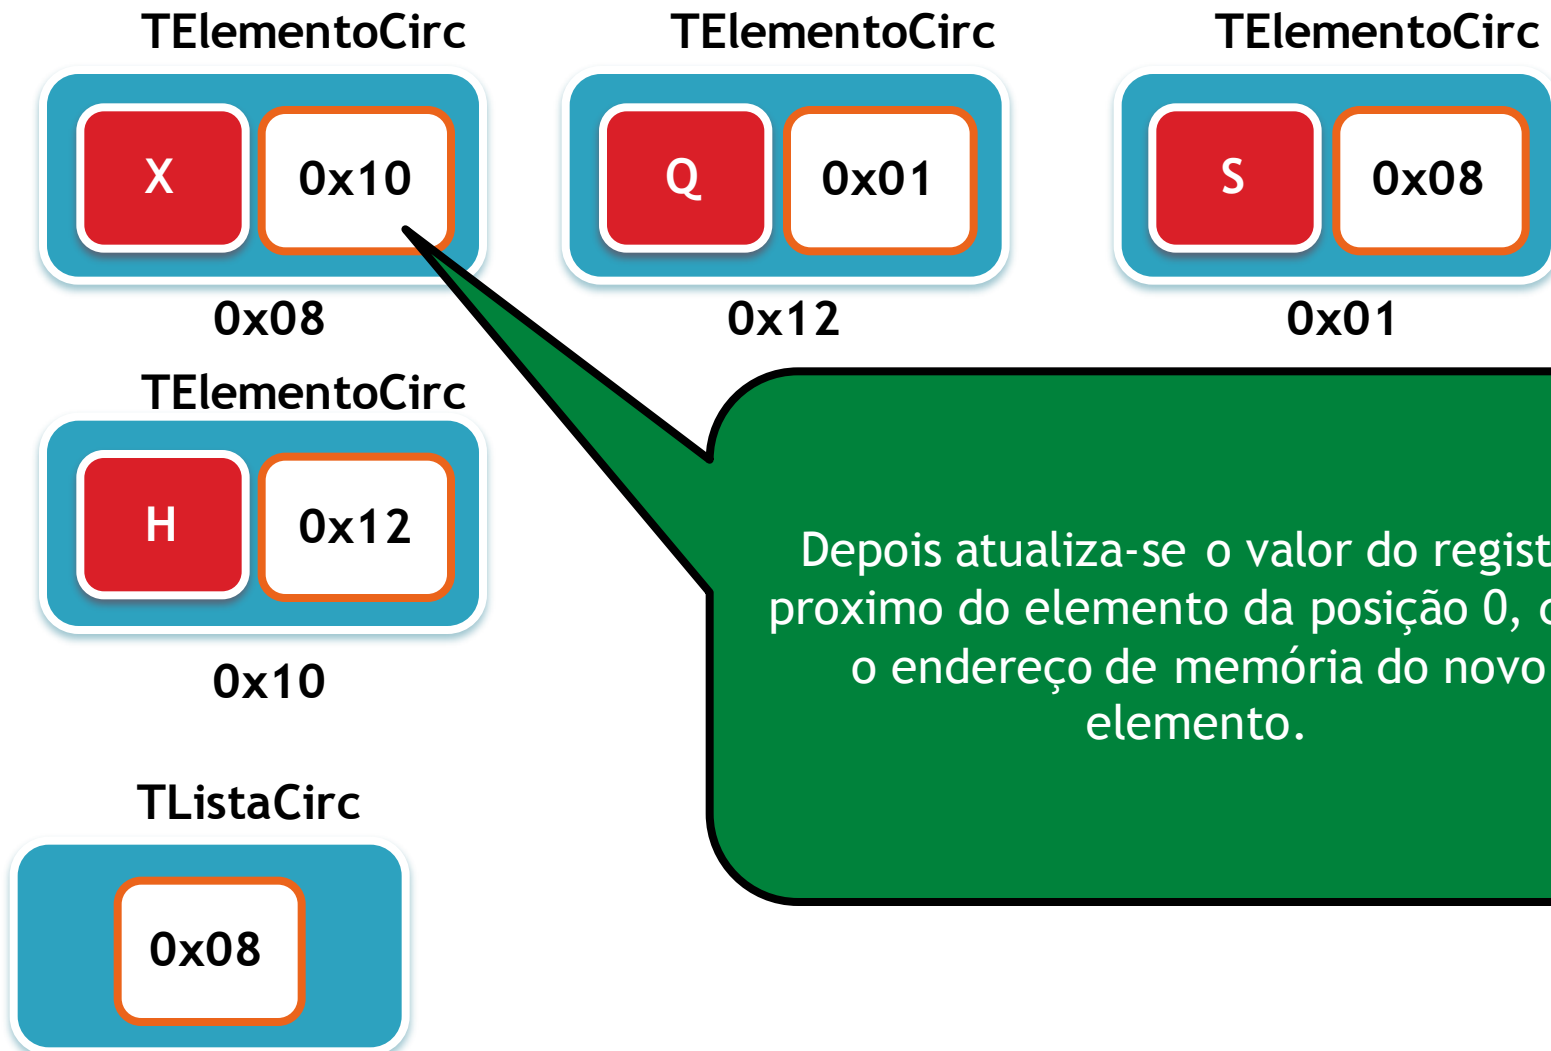 TElementoCirc TElementoCirc TElementoCirc
X 0x10 Q 0x01 S 0x08
0x08 0x12 0x01
TElementoCirc
H 0x12
0x10
Depois atualiza-se o valor do regist
proximo do elemento da posição 0,
o endereço de memória do novo
elemento.
TListaCirc
0x08